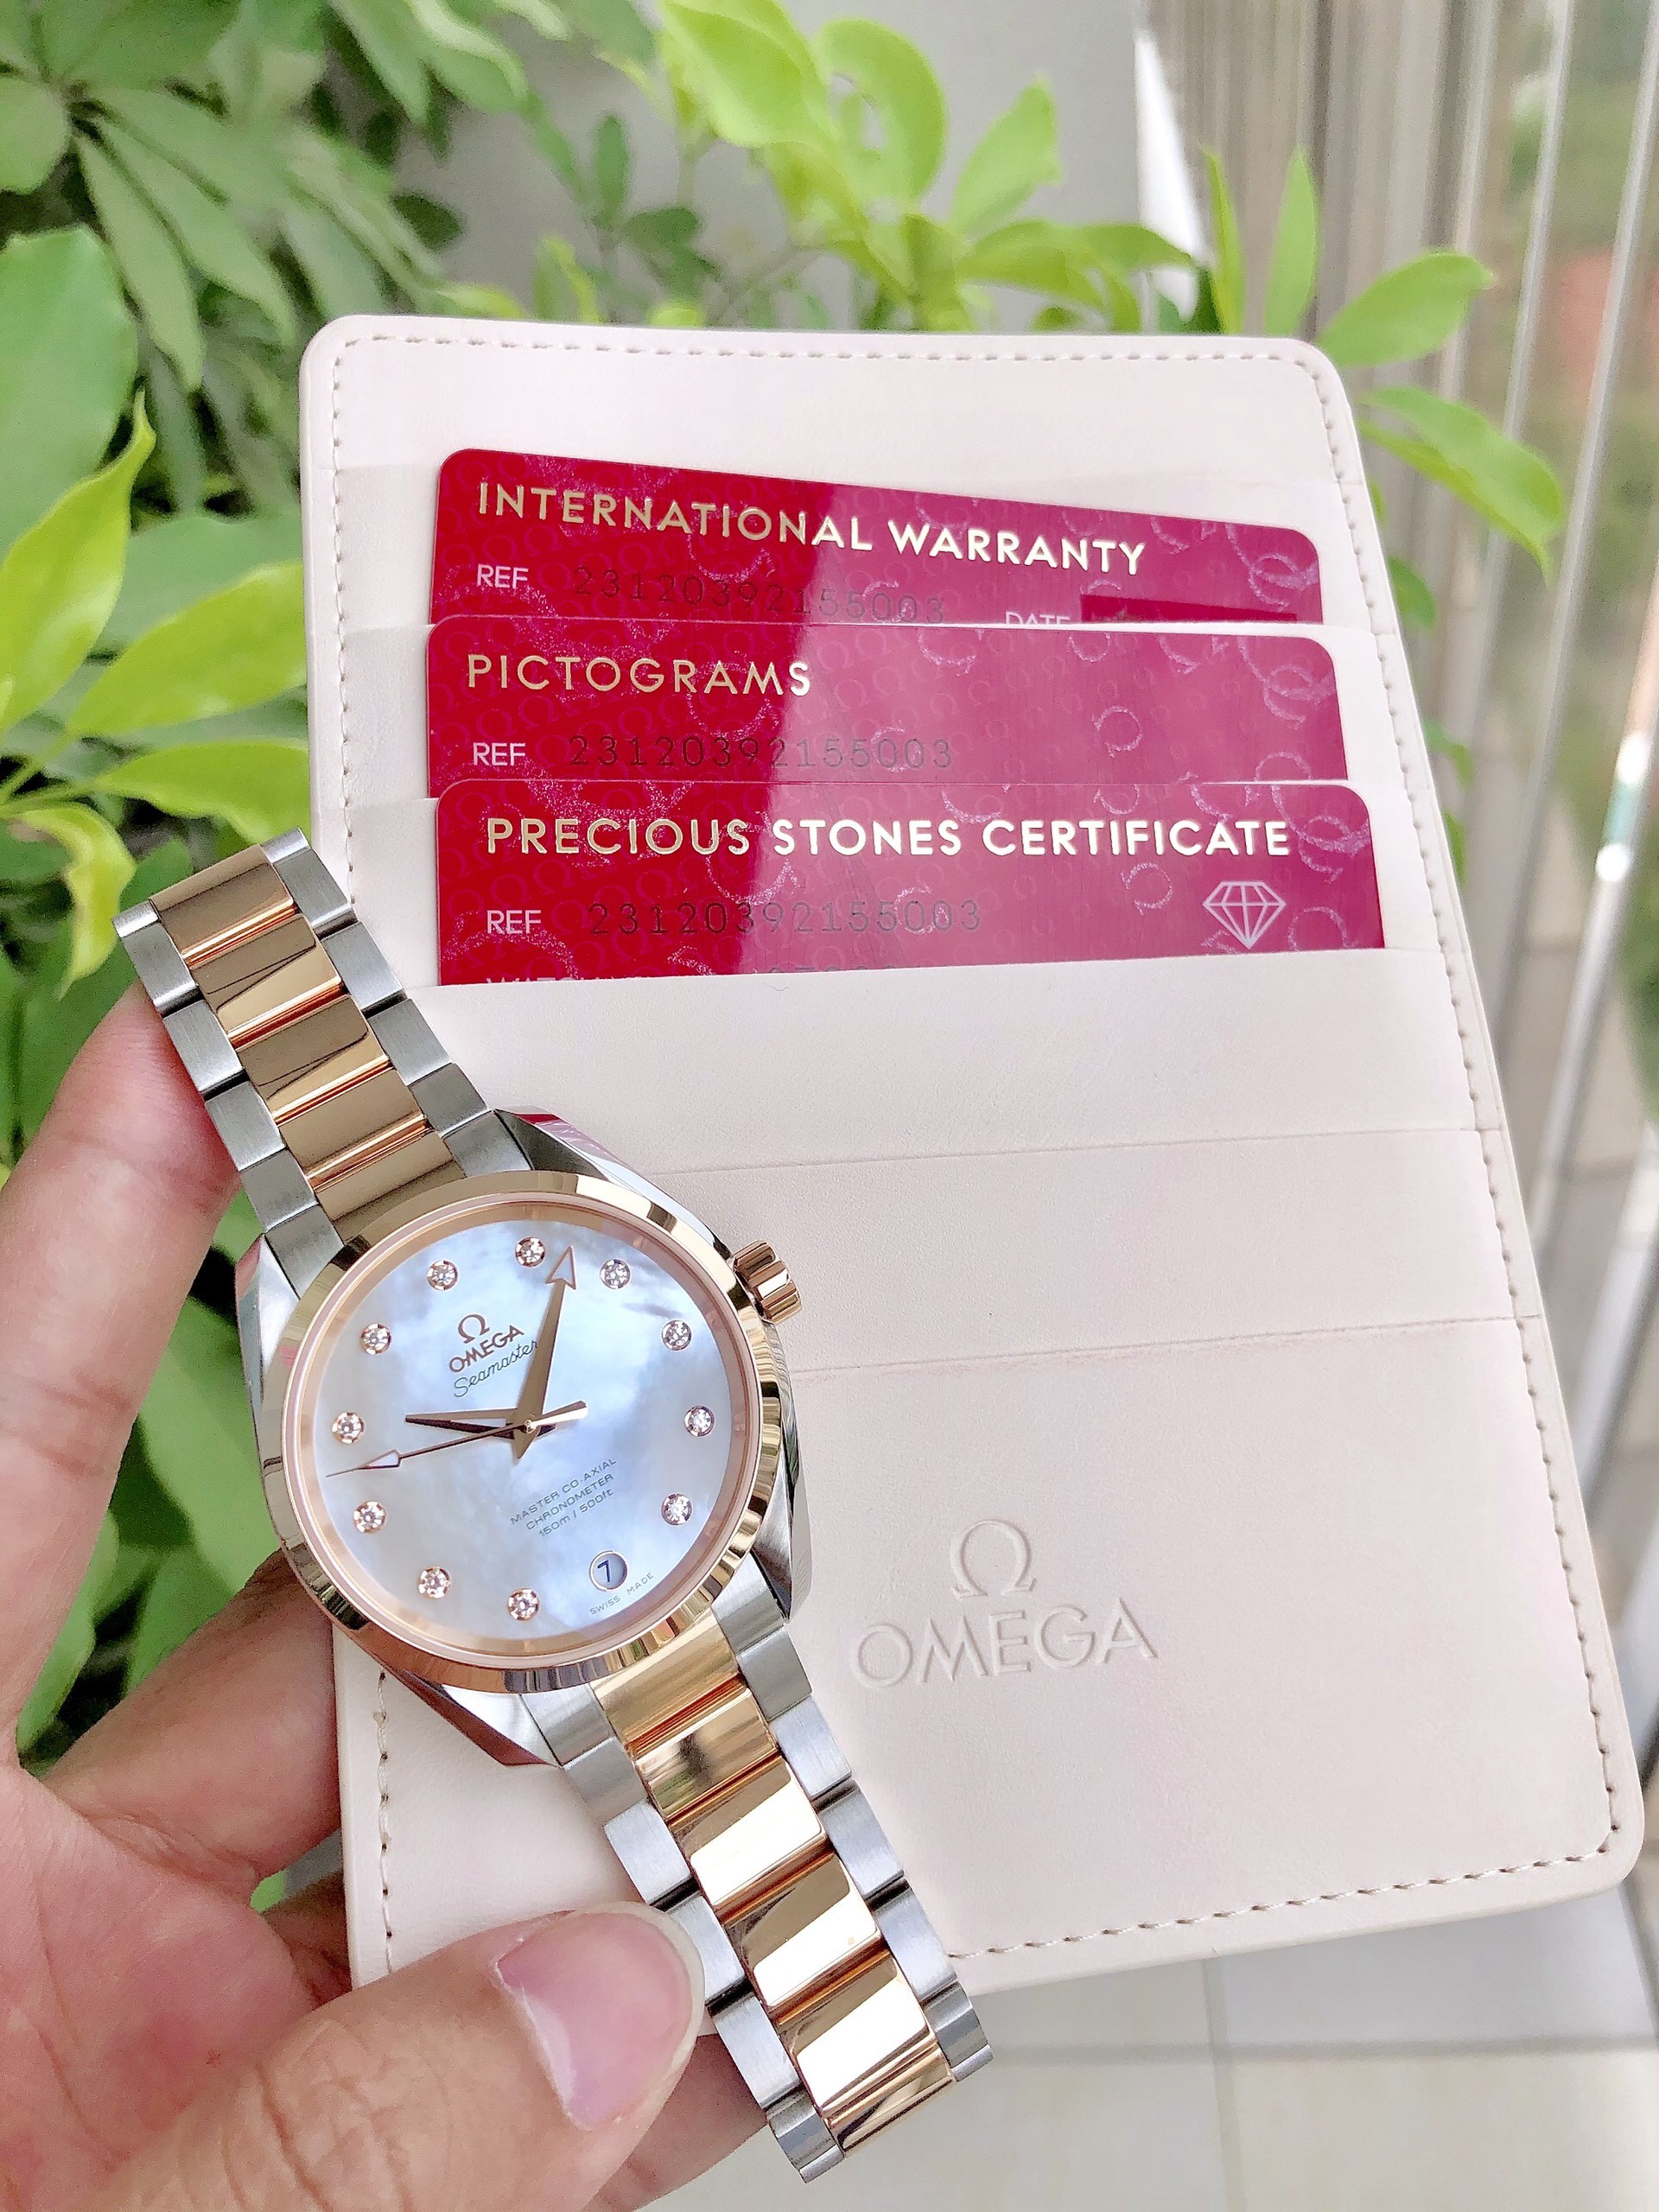 INTERNATIONAL WARRANTY
REF 23120392155003
DATE
PICTOGRAMS
REF 23120392155003
PRECIOUS STONES CERTIFICATE
REF 23120392155003
Ω
OMEGA
Seamaster
MASTER CO-AXIAL
CHRONOMETER
150m / 500ft
7
SWISS MADE
Ω
OMEGA